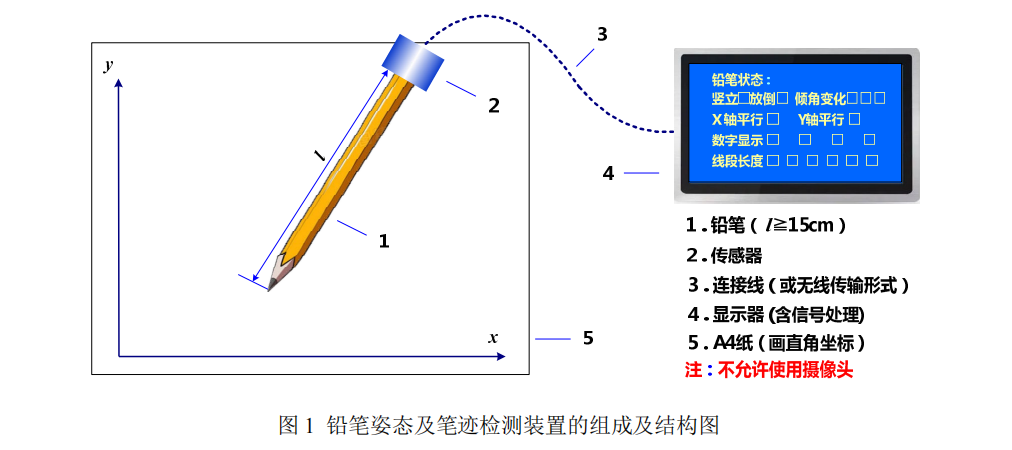 y
3
2
l
1
4
x
5
铅笔状态：
竖立□放倒□ 倾角变化□□□
X轴平行□ Y轴平行□
数字显示□ □ □ □
线段长度□□□□□□
1.铅笔（l≧15cm）
2.传感器
3.连接线（或无线传输形式）
4.显示器(含信号处理)
5.A4纸（画直角坐标）
注：不允许使用摄像头
图 1 铅笔姿态及笔迹检测装置的组成及结构图